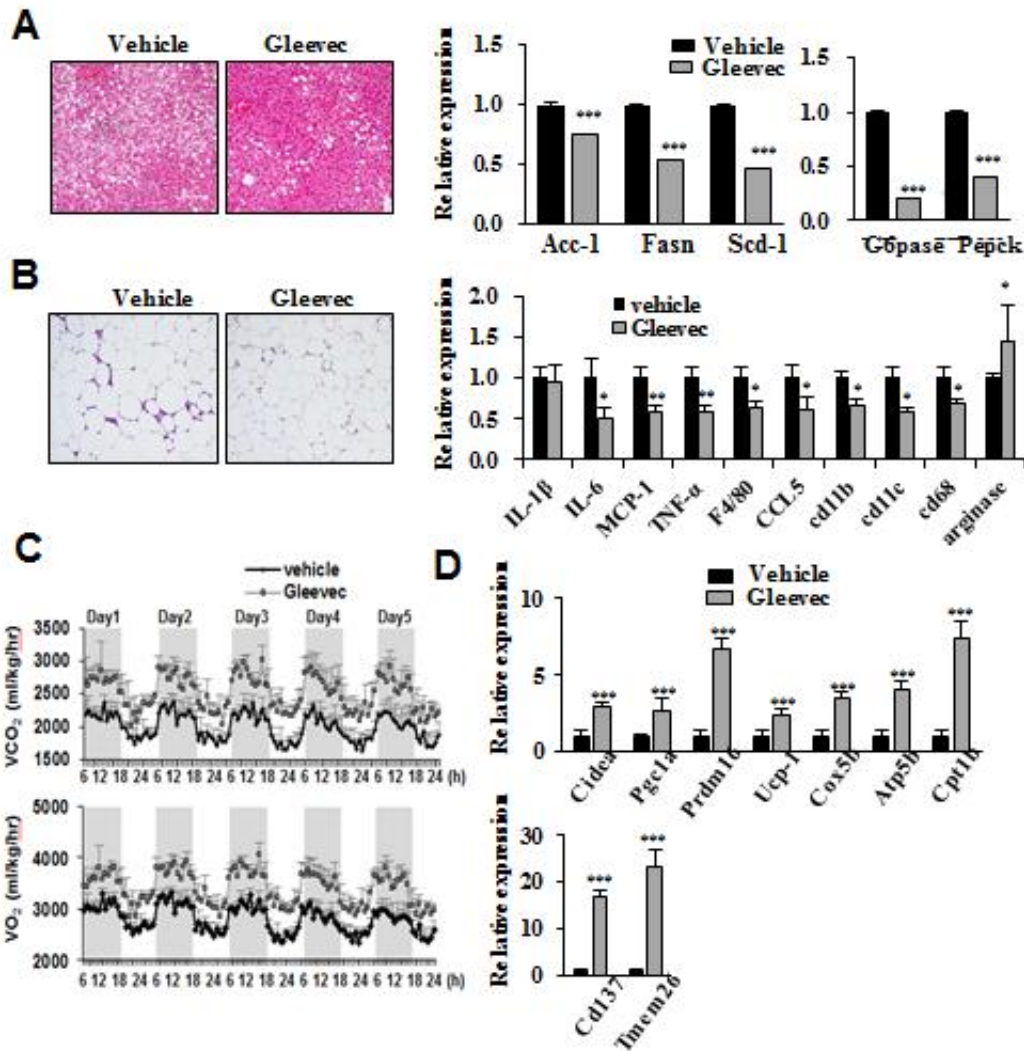 A
Vehicle Gleevec
Relative expression
1.5
1.0
0.5
0.0
Vehicle
Gleevec
*** *** ***
Acc-1 Fasn Scd-1
1.5
1.0
0.5
0.0
*** ***
G6pase Pepck
B
Vehicle Gleevec
Relative expression
2.0
1.5
1.0
0.5
0.0
vehicle
Gleevec
* ** ** * * * * * *
IL-1β IL-6 MCP-1 TNF-α F4/80 CCL5 cd11b cd11c cd68 arginase
C
vehicle
Gleevec
Day1 Day2 Day3 Day4 Day5
VCO2 (ml/kg/hr)
3500
3000
2500
2000
1500
6 12 18 24 6 12 18 24 6 12 18 24 6 12 18 24 6 12 18 24 (h)
VO2 (ml/kg/hr)
5000
4000
3000
2000
6 12 18 24 6 12 18 24 6 12 18 24 6 12 18 24 6 12 18 24 (h)
D
Vehicle
Gleevec
Relative expression
10
5
0
*** *** *** *** *** *** ***
Cidea Pgc1a Prdm16 Ucp-1 Cox5b Atp5b Cpt1b
Relative expression
30
20
10
0
*** ***
Cd137 Tmem26